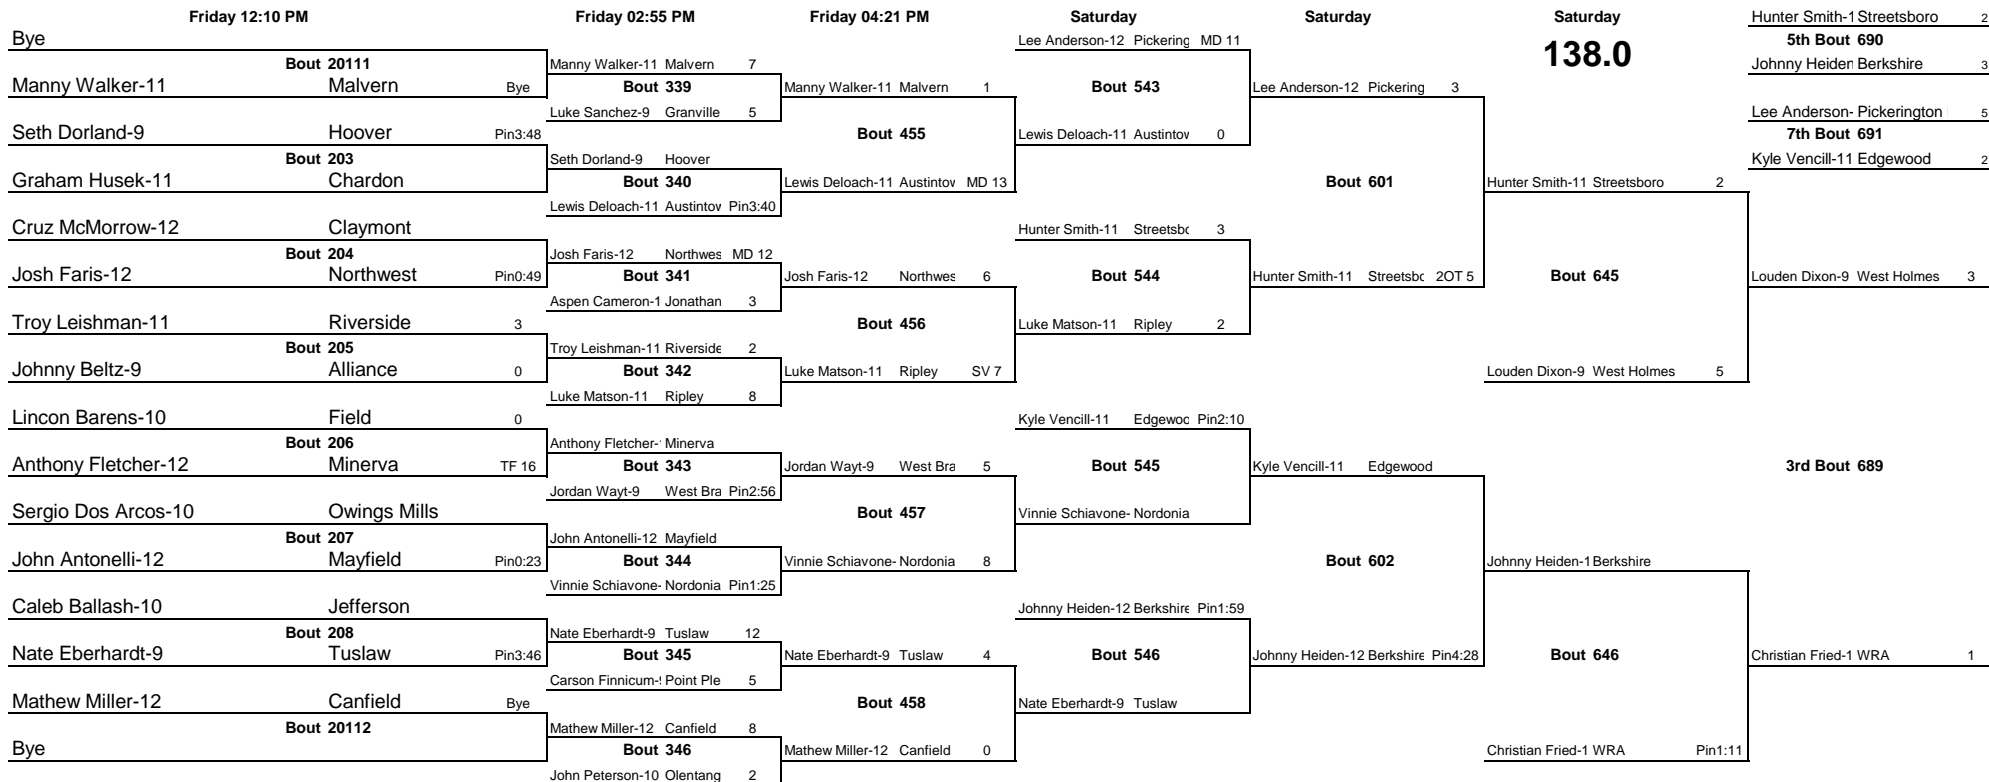 Friday 12:10 PM Friday 02:55 PM Friday 04:21 PM Saturday Saturday Saturday
138.0
Bye
Bout 20111
Manny Walker-11 Malvern Bye
Seth Dorland-9 Hoover Pin3:48
Bout 203
Graham Husek-11 Chardon
Cruz McMorrow-12 Claymont
Bout 204
Josh Faris-12 Northwest Pin0:49
Troy Leishman-11 Riverside 3
Bout 205
Johnny Beltz-9 Alliance 0
Lincon Barens-10 Field 0
Bout 206
Anthony Fletcher-12 Minerva TF 16
Sergio Dos Arcos-10 Owings Mills
Bout 207
John Antonelli-12 Mayfield Pin0:23
Caleb Ballash-10 Jefferson
Bout 208
Nate Eberhardt-9 Tuslaw Pin3:46
Mathew Miller-12 Canfield Bye
Bout 20112
Bye
Manny Walker-11 Malvern 7
Bout 339
Luke Sanchez-9 Granville 5
Seth Dorland-9 Hoover
Bout 340
Lewis Deloach-11 Austintov Pin3:40
Josh Faris-12 Northwes MD 12
Bout 341
Aspen Cameron-1 Jonathan 3
Troy Leishman-11 Riverside 2
Bout 342
Luke Matson-11 Ripley 8
Anthony Fletcher- Minerva
Bout 343
Jordan Wayt-9 West Bra Pin2:56
John Antonelli-12 Mayfield
Bout 344
Vinnie Schiavone- Nordonia Pin1:25
Nate Eberhardt-9 Tuslaw 12
Bout 345
Carson Finnicum- Point Ple 5
Mathew Miller-12 Canfield 8
Bout 346
John Peterson-10 Olentang 2
Manny Walker-11 Malvern 1
Bout 455
Lewis Deloach-11 Austintov MD 13
Josh Faris-12 Northwes 6
Bout 456
Luke Matson-11 Ripley SV 7
Jordan Wayt-9 West Bra 5
Bout 457
Vinnie Schiavone- Nordonia 8
Nate Eberhardt-9 Tuslaw 4
Bout 458
Mathew Miller-12 Canfield 0
Lee Anderson-12 Pickering MD 11
Bout 543
Lewis Deloach-11 Austintov 0
Hunter Smith-11 Streetsbo 3
Bout 544
Luke Matson-11 Ripley 2
Kyle Vencill-11 Edgewoo Pin2:10
Bout 545
Vinnie Schiavone- Nordonia
Johnny Heiden-12 Berkshire Pin1:59
Bout 546
Nate Eberhardt-9 Tuslaw
Lee Anderson-12 Pickering 3
Bout 601
Hunter Smith-11 Streetsbo 2OT 5
Kyle Vencill-11 Edgewood
Bout 602
Johnny Heiden-12 Berkshire Pin4:28
Hunter Smith-11 Streetsboro 2
Bout 645
Louden Dixon-9 West Holmes 5
Johnny Heiden-1 Berkshire
Bout 646
Christian Fried-1 WRA Pin1:11
Hunter Smith-1 Streetsboro 2
5th Bout 690
Johnny Heiden Berkshire 3
Lee Anderson- Pickerington 5
7th Bout 691
Kyle Vencill-11 Edgewood 2
Louden Dixon-9 West Holmes 3
3rd Bout 689
Christian Fried-1 WRA 1